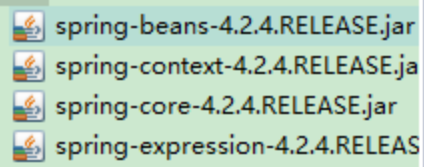 spring-beans-4.2.4.RELEASE.jar
spring-context-4.2.4.RELEASE.ja
spring-core-4.2.4.RELEASE.jar
spring-expression-4.2.4.RELEAS